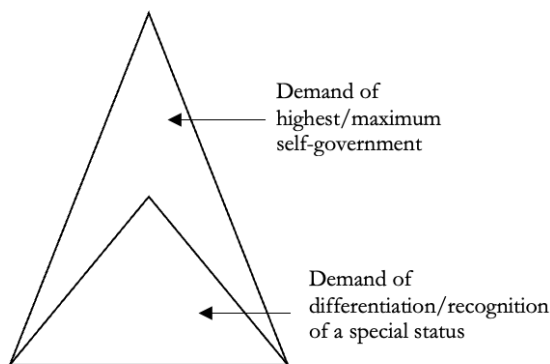 Demand of
highest/maximum
self-government
Demand of
differentiation/recognition
of a special status